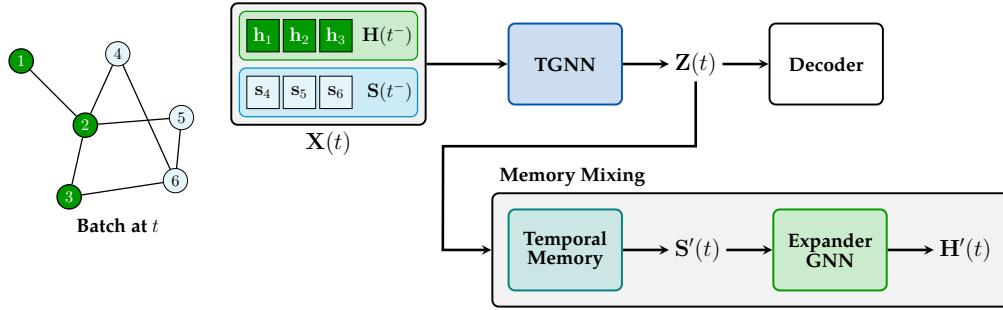 1
4
2
5
3
6
Batch at t
h₁ h₂ h₃ H(t⁻)
s₄ s₅ s₆ S(t⁻)
X(t)
TGNN
Z(t)
Decoder
Memory Mixing
Temporal
Memory
S′(t)
Expander
GNN
H′(t)